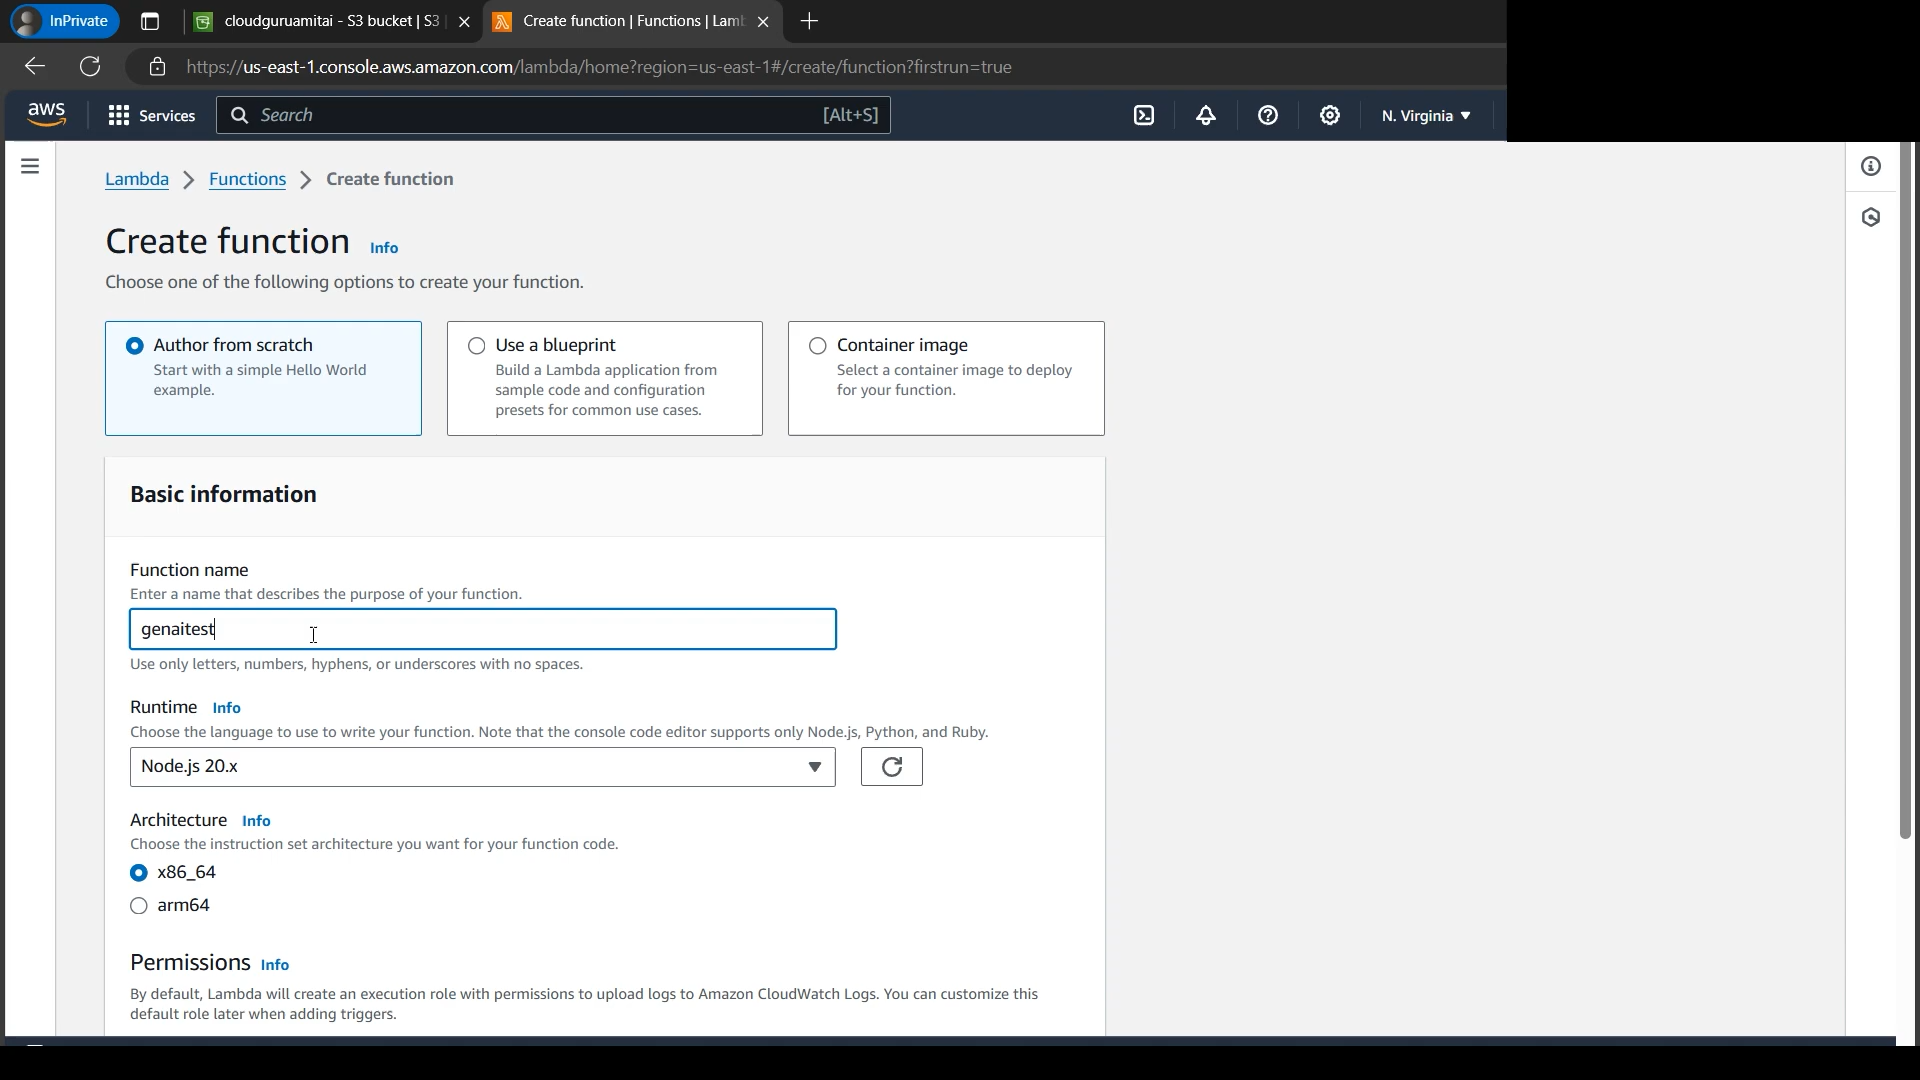 InPrivate
cloudguruamitai - S3 bucket | S3
Create function | Functions | Lam
https://us-east-1.console.aws.amazon.com/lambda/home?region=us-east-1#/create/function?firstrun=true
aws
Services
Search
[Alt+S]
N. Virginia
Lambda
Functions
Create function
Create function Info
Choose one of the following options to create your function.
Author from scratch
Start with a simple Hello World
example.
Use a blueprint
Build a Lambda application from
sample code and configuration
presets for common use cases.
Container image
Select a container image to deploy
for your function.
Basic information
Function name
Enter a name that describes the purpose of your function.
genaitest
Use only letters, numbers, hyphens, or underscores with no spaces.
Runtime Info
Choose the language to use to write your function. Note that the console code editor supports only Node.js, Python, and Ruby.
Node.js 20.x
Architecture Info
Choose the instruction set architecture you want for your function code.
x86_64
arm64
Permissions Info
By default, Lambda will create an execution role with permissions to upload logs to Amazon CloudWatch Logs. You can customize this
default role later when adding triggers.